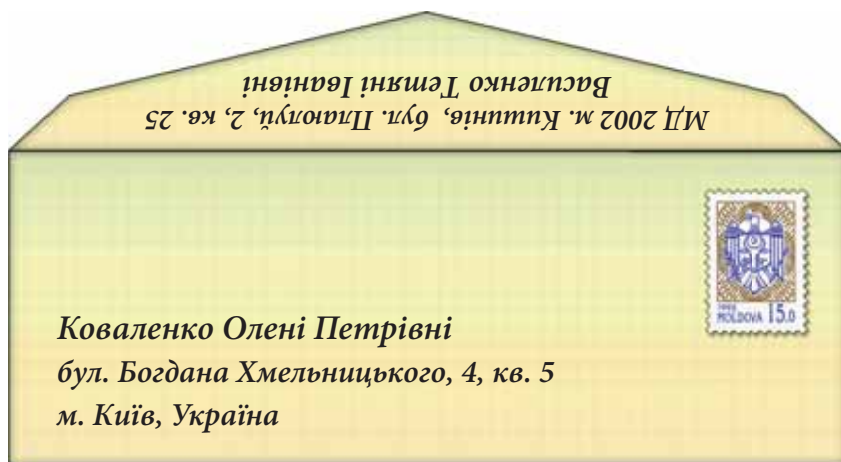 МД 2002 м. Кишинів, бул. Плаюлуй, 2, кв. 25
Василенко Тетяні Іванівні
MOLDOVA 15.0
Коваленко Олені Петрівні
бул. Богдана Хмельницького, 4, кв. 5
м. Київ, Україна